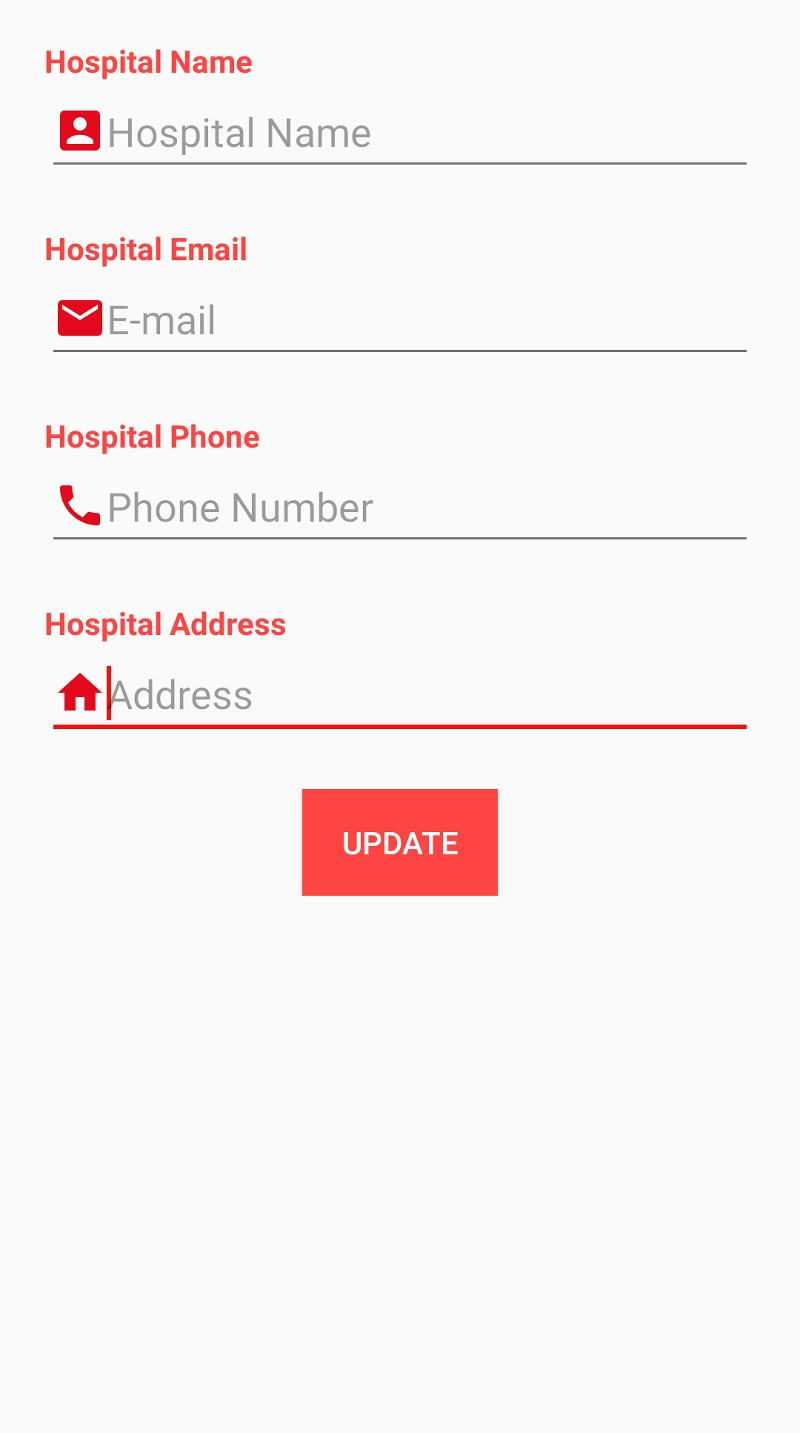 Hospital Name
Hospital Name
Hospital Email
E-mail
Hospital Phone
Phone Number
Hospital Address
Address
UPDATE